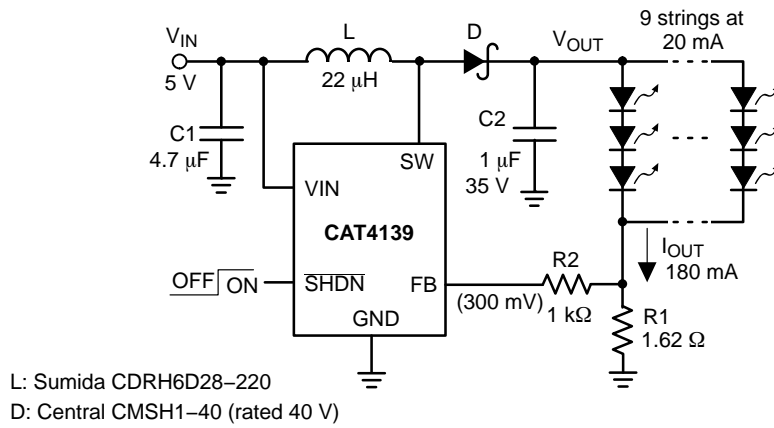 V_IN
5 V
L
22 μH
D
V_OUT
9 strings at
20 mA
C1
4.7 μF
C2
1 μF
35 V
SW
VIN
CAT4139
OFF ON
SHDN
FB
GND
(300 mV)
R2
1 kΩ
I_OUT
180 mA
R1
1.62 Ω
L: Sumida CDRH6D28−220
D: Central CMSH1−40 (rated 40 V)